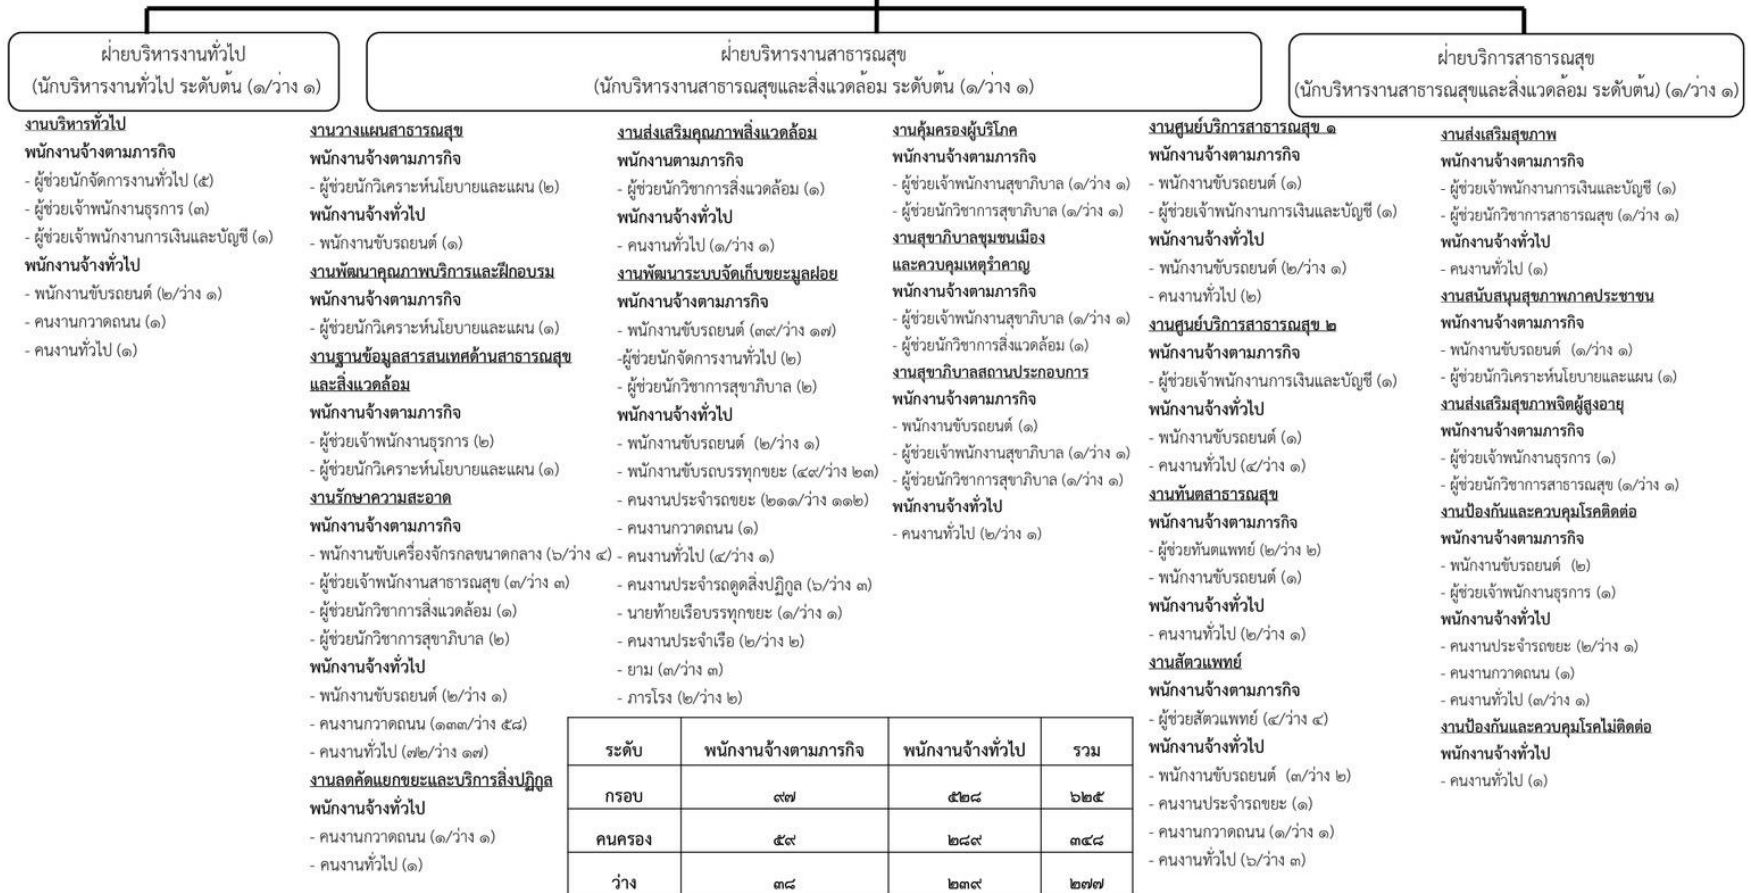 ฝ่ายบริหารงานทั่วไป
(นักบริหารงานทั่วไป ระดับต้น (๑/ว่าง ๑)
ฝ่ายบริหารงานสาธารณสุข
(นักบริหารงานสาธารณสุขและสิ่งแวดล้อม ระดับต้น (๑/ว่าง ๑)
ฝ่ายบริการสาธารณสุข
(นักบริหารงานสาธารณสุขและสิ่งแวดล้อม ระดับต้น) (๑/ว่าง ๑)
งานบริหารทั่วไป
พนักงานจ้างตามภารกิจ
- ผู้ช่วยนักจัดการงานทั่วไป (๕)
- ผู้ช่วยเจ้าพนักงานธุรการ (๓)
- ผู้ช่วยเจ้าพนักงานการเงินและบัญชี (๑)
พนักงานจ้างทั่วไป
- พนักงานขับรถยนต์ (๒/ว่าง ๑)
- คนงานกวาดถนน (๑)
- คนงานทั่วไป (๑)
งานวางแผนสาธารณสุข
พนักงานจ้างตามภารกิจ
- ผู้ช่วยนักวิเคราะห์นโยบายและแผน (๒)
พนักงานจ้างทั่วไป
- พนักงานขับรถยนต์ (๑)
งานพัฒนาคุณภาพบริการและฝึกอบรม
พนักงานจ้างตามภารกิจ
- ผู้ช่วยนักวิเคราะห์นโยบายและแผน (๑)
งานฐานข้อมูลสารสนเทศด้านสาธารณสุข
และสิ่งแวดล้อม
พนักงานจ้างตามภารกิจ
- ผู้ช่วยเจ้าพนักงานธุรการ (๒)
- ผู้ช่วยนักวิเคราะห์นโยบายและแผน (๑)
งานรักษาความสะอาด
พนักงานจ้างตามภารกิจ
- พนักงานขับเครื่องจักรกลขนาดกลาง (๖/ว่าง ๔)
- ผู้ช่วยเจ้าพนักงานสาธารณสุข (๓/ว่าง ๓)
- ผู้ช่วยนักวิชาการสิ่งแวดล้อม (๑)
- ผู้ช่วยนักวิชาการสุขาภิบาล (๒)
พนักงานจ้างทั่วไป
- พนักงานขับรถยนต์ (๒/ว่าง ๑)
- คนงานกวาดถนน (๑๓๓/ว่าง ๕๘)
- คนงานทั่วไป (๗๒/ว่าง ๑๗)
งานลดคัดแยกขยะและบริการสิ่งปฏิกูล
พนักงานจ้างทั่วไป
- คนงานกวาดถนน (๑/ว่าง ๑)
- คนงานทั่วไป (๑)
งานส่งเสริมคุณภาพสิ่งแวดล้อม
พนักงานตามภารกิจ
- ผู้ช่วยนักวิชาการสิ่งแวดล้อม (๑)
พนักงานจ้างทั่วไป
- คนงานทั่วไป (๑/ว่าง ๑)
งานพัฒนาระบบจัดเก็บขยะมูลฝอย
พนักงานจ้างตามภารกิจ
- พนักงานขับรถยนต์ (๓๙/ว่าง ๑๗)
-ผู้ช่วยนักจัดการงานทั่วไป (๒)
- ผู้ช่วยนักวิชาการสุขาภิบาล (๒)
พนักงานจ้างทั่วไป
- พนักงานขับรถยนต์ (๒/ว่าง ๑)
- พนักงานขับรถบรรทุกขยะ (๔๙/ว่าง ๒๓)
- คนงานประจำรถขยะ (๒๑๑/ว่าง ๑๑๒)
- คนงานกวาดถนน (๑)
- คนงานทั่วไป (๔/ว่าง ๑)
- คนงานประจำรถดูดสิ่งปฏิกูล (๖/ว่าง ๓)
- นายท้ายเรือบรรทุกขยะ (๑/ว่าง ๑)
- คนงานประจำเรือ (๒/ว่าง ๒)
- ยาม (๓/ว่าง ๓)
- ภารโรง (๒/ว่าง ๒)
งานคุ้มครองผู้บริโภค
พนักงานจ้างตามภารกิจ
- ผู้ช่วยเจ้าพนักงานสุขาภิบาล (๑/ว่าง ๑)
- ผู้ช่วยนักวิชาการสุขาภิบาล (๑/ว่าง ๑)
งานสุขาภิบาลชุมชนเมือง
และควบคุมเหตุรำคาญ
พนักงานจ้างตามภารกิจ
- ผู้ช่วยเจ้าพนักงานสุขาภิบาล (๑/ว่าง ๑)
- ผู้ช่วยนักวิชาการสิ่งแวดล้อม (๑)
งานสุขาภิบาลสถานประกอบการ
พนักงานจ้างตามภารกิจ
- พนักงานขับรถยนต์ (๑)
- ผู้ช่วยเจ้าพนักงานสุขาภิบาล (๑/ว่าง ๑)
- ผู้ช่วยนักวิชาการสุขาภิบาล (๑/ว่าง ๑)
พนักงานจ้างทั่วไป
- คนงานทั่วไป (๒/ว่าง ๑)
งานศูนย์บริการสาธารณสุข ๑
พนักงานจ้างตามภารกิจ
- พนักงานขับรถยนต์ (๑)
- ผู้ช่วยเจ้าพนักงานการเงินและบัญชี (๑)
พนักงานจ้างทั่วไป
- พนักงานขับรถยนต์ (๒/ว่าง ๑)
- คนงานทั่วไป (๒)
งานศูนย์บริการสาธารณสุข ๒
พนักงานจ้างตามภารกิจ
- ผู้ช่วยเจ้าพนักงานการเงินและบัญชี (๑)
พนักงานจ้างทั่วไป
- พนักงานขับรถยนต์ (๑)
- คนงานทั่วไป (๔/ว่าง ๑)
งานทันตสาธารณสุข
พนักงานจ้างตามภารกิจ
- ผู้ช่วยทันตแพทย์ (๒/ว่าง ๒)
- พนักงานขับรถยนต์ (๑)
พนักงานจ้างทั่วไป
- คนงานทั่วไป (๒/ว่าง ๑)
งานสัตวแพทย์
พนักงานจ้างตามภารกิจ
- ผู้ช่วยสัตวแพทย์ (๔/ว่าง ๔)
พนักงานจ้างทั่วไป
- พนักงานขับรถยนต์ (๓/ว่าง ๒)
- คนงานประจำรถขยะ (๑)
- คนงานกวาดถนน (๑/ว่าง ๑)
- คนงานทั่วไป (๖/ว่าง ๓)
งานส่งเสริมสุขภาพ
พนักงานจ้างตามภารกิจ
- ผู้ช่วยเจ้าพนักงานการเงินและบัญชี (๑)
- ผู้ช่วยนักวิชาการสาธารณสุข (๑/ว่าง ๑)
พนักงานจ้างทั่วไป
- คนงานทั่วไป (๑)
งานสนับสนุนสุขภาพภาคประชาชน
พนักงานจ้างตามภารกิจ
- พนักงานขับรถยนต์ (๑/ว่าง ๑)
- ผู้ช่วยนักวิเคราะห์นโยบายและแผน (๑)
งานส่งเสริมสุขภาพจิตผู้สูงอายุ
พนักงานจ้างตามภารกิจ
- ผู้ช่วยเจ้าพนักงานธุรการ (๑)
- ผู้ช่วยนักวิชาการสาธารณสุข (๑/ว่าง ๑)
งานป้องกันและควบคุมโรคติดต่อ
พนักงานจ้างตามภารกิจ
- พนักงานขับรถยนต์ (๒)
- ผู้ช่วยเจ้าพนักงานธุรการ (๑)
พนักงานจ้างทั่วไป
- คนงานประจำรถขยะ (๒/ว่าง ๑)
- คนงานกวาดถนน (๑)
- คนงานทั่วไป (๓/ว่าง ๑)
งานป้องกันและควบคุมโรคไม่ติดต่อ
พนักงานจ้างทั่วไป
- คนงานทั่วไป (๑)
ระดับ พนักงานจ้างตามภารกิจ พนักงานจ้างทั่วไป รวม
กรอบ ๙๗ ๕๒๘ ๖๒๕
คนครอง ๕๙ ๒๘๙ ๓๔๘
ว่าง ๓๘ ๒๓๙ ๒๗๗